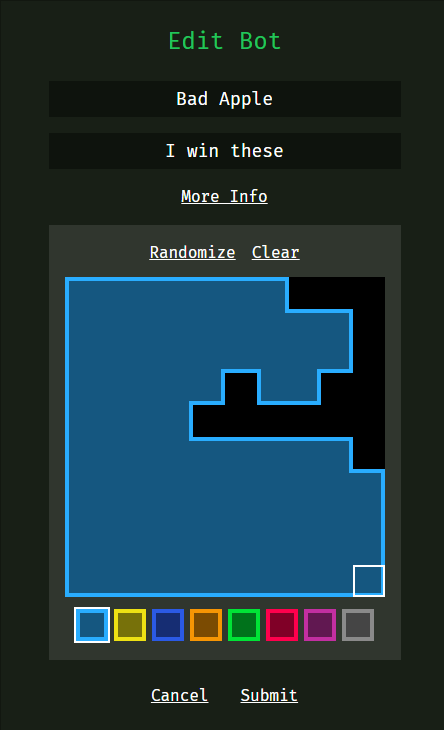 Edit Bot
Bad Apple
I win these
More Info
Randomize Clear
Cancel Submit